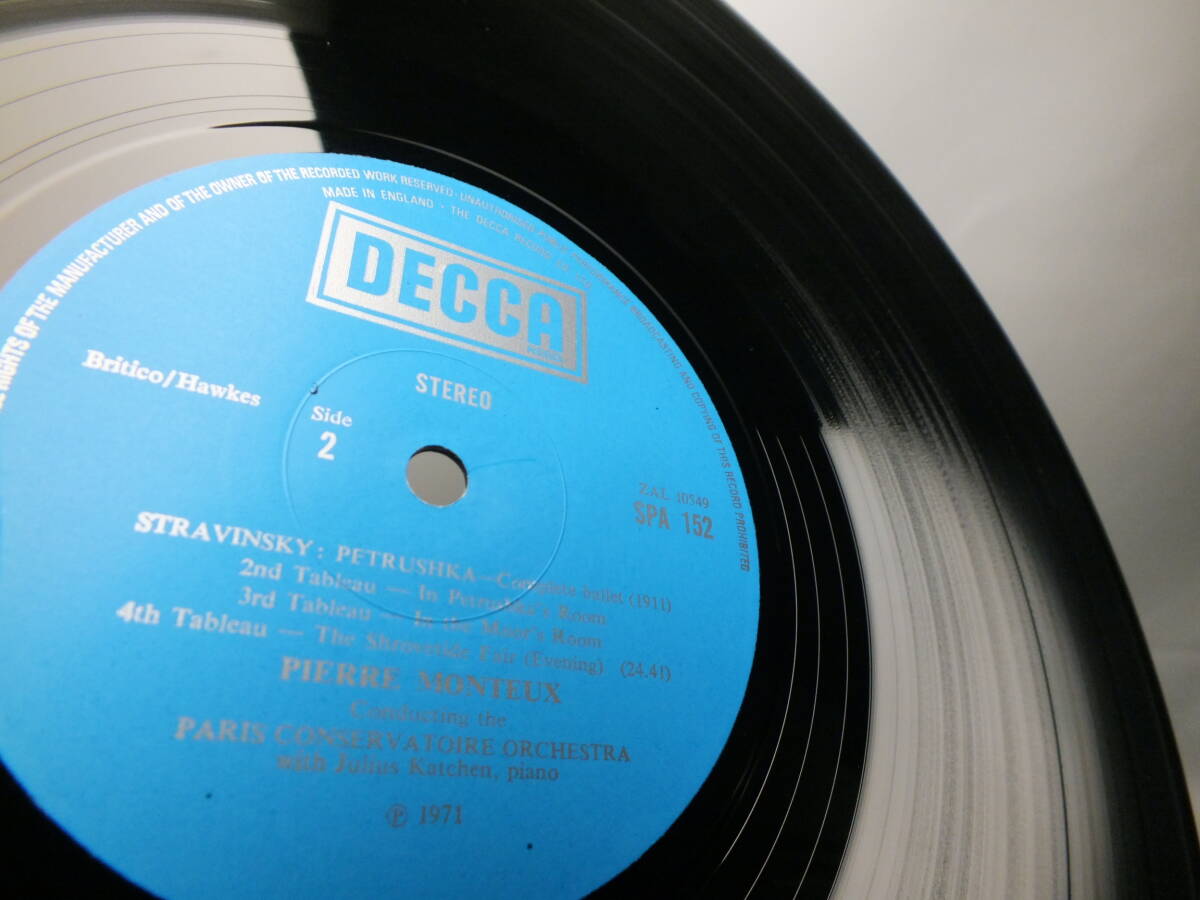 RIGHTS OF THE MANUFACTURER AND OF THE OWNER OF THE RECORDED WORK RESERVED · UNAUTHORISED PUBLIC PERFORMANCE BROADCASTING AND COPYING OF THIS RECORD PROHIBITED
MADE IN ENGLAND · THE DECCA RECORD CO. LTD.
DECCA
STEREO
Britico/Hawkes
Side
2
ZAL 10549
SPA 152
STRAVINSKY: PETRUSHKA—Complete ballet (1911)
2nd Tableau — In Petrushka's Room
3rd Tableau — In the Moor's Room
4th Tableau — The Shrovetide Fair (Evening) (24.41)
PIERRE MONTEUX
Conducting the
PARIS CONSERVATOIRE ORCHESTRA
with Julius Katchen, piano
℗ 1971